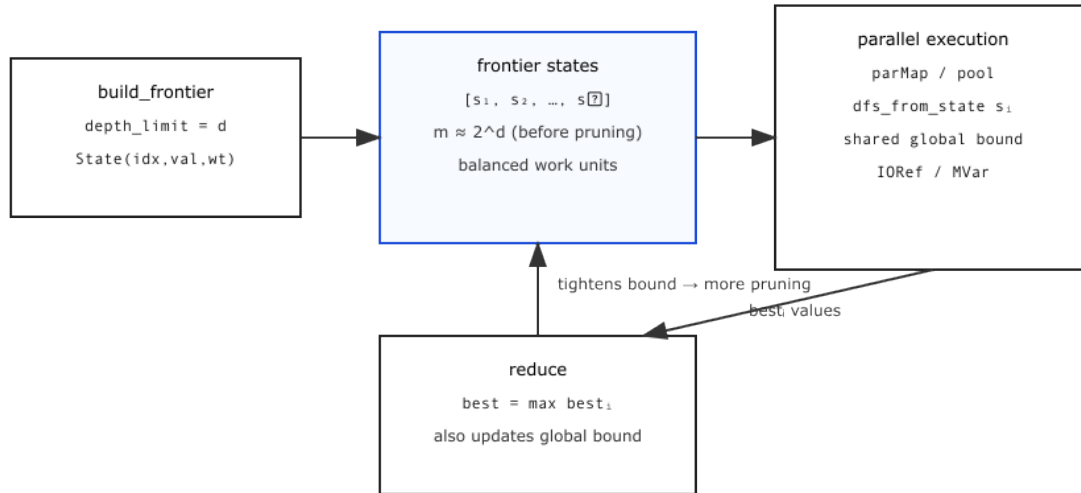 build_frontier
depth_limit = d
State(idx,val,wt)
frontier states
[s₁, s₂, …, s]
m ≈ 2^d (before pruning)
balanced work units
parallel execution
parMap / pool
dfs_from_state sᵢ
shared global bound
IORef / MVar
tightens bound → more pruning
bestᵢ values
reduce
best = max bestᵢ
also updates global bound